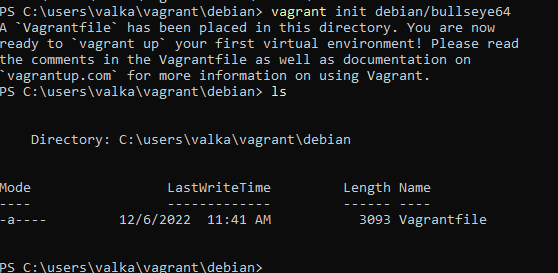 PS C:\users\valka\vagrant\debian> vagrant init debian/bullseye64
A `Vagrantfile` has been placed in this directory. You are now
ready to `vagrant up` your first virtual environment! Please read
the comments in the Vagrantfile as well as documentation on
`vagrantup.com` for more information on using Vagrant.
PS C:\users\valka\vagrant\debian> ls
Directory: C:\users\valka\vagrant\debian
Mode LastWriteTime Length Name
---- ------------- ------ ----
-a---- 12/6/2022 11:41 AM 3093 Vagrantfile
PS C:\users\valka\vagrant\debian>